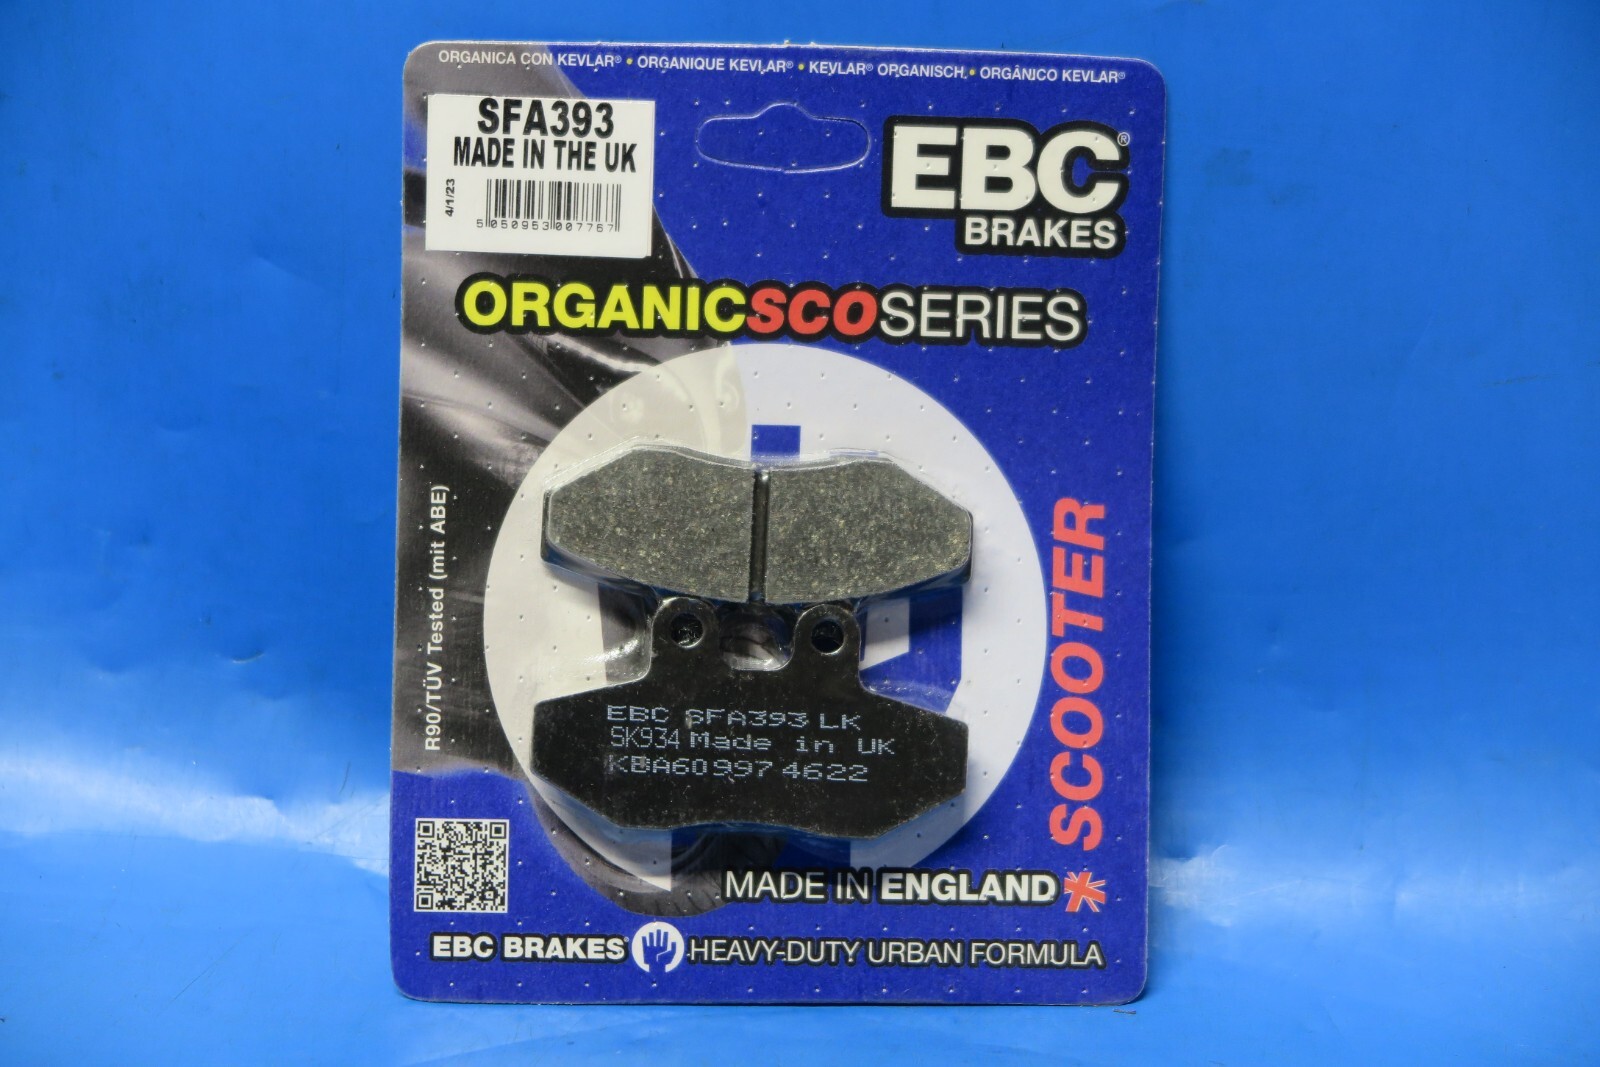 ORGANICA CON KEVLAR® • ORGANIQUE KEVLAR® • KEVLAR® ORGANISCH • ORGÂNICO KEVLAR®
SFA393
MADE IN THE UK
4/1/23
5 050953 007767
EBC®
BRAKES
ORGANICSCOSERIES
R90/TÜV Tested (mit ABE)
SCOOTER
EBC SFA393 LK
SK934 Made in UK
KBA60997 4622
MADE IN ENGLAND
EBC BRAKES® HEAVY-DUTY URBAN FORMULA